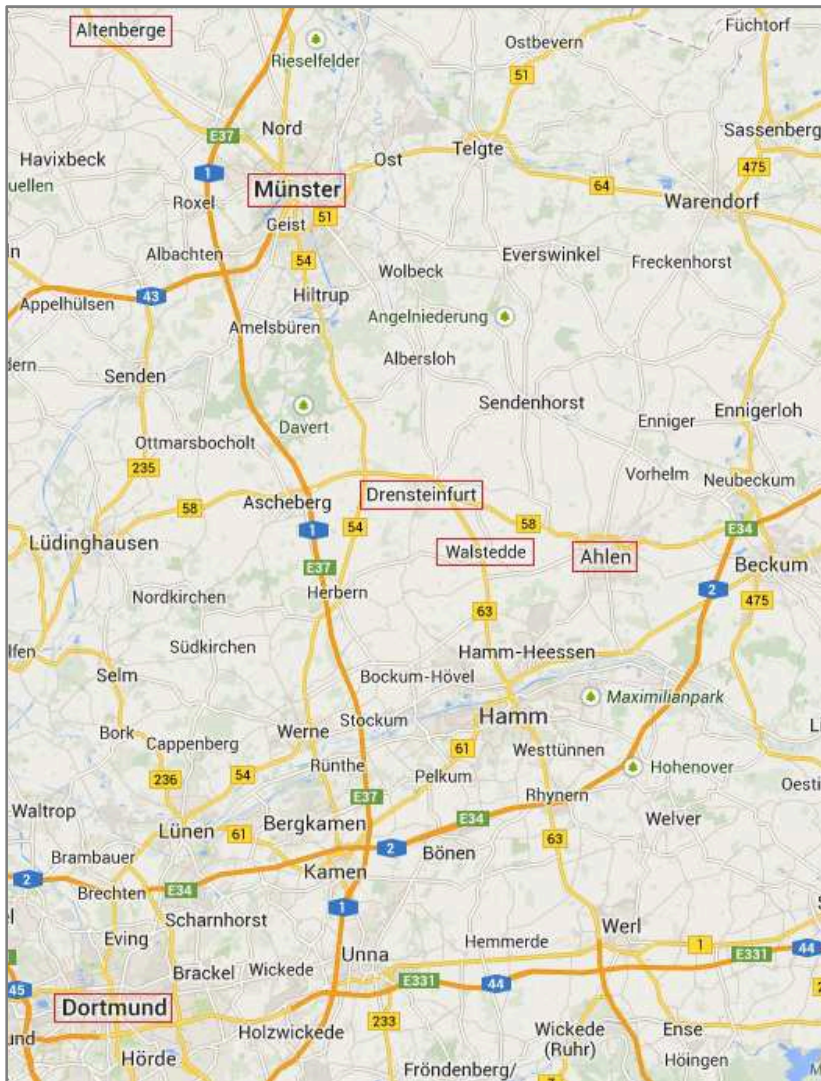 Altenberge
Füchtorf
Ostbevern
Rieselfelder
51
E37
Nord
Sassenberg
Havixbeck
Ost
Telgte
475
1
uellen
Münster
64
Roxel
Warendorf
51
Geist
Albachten
54
Everswinkel
Freckenhorst
Wolbeck
43
Hiltrup
Appelhülsen
Angelniederung
Amelsbüren
Albersloh
dern
Senden
Sendenhorst
Ennigerloh
Enniger
Davert
Ottmarsbocholt
235
Vorhelm
Neubeckum
Drensteinfurt
Ascheberg
58
54
58
1
E34
Lüdinghausen
Walstedde
Ahlen
Beckum
E37
2
Herbern
Nordkirchen
475
63
lfen
Südkirchen
Hamm-Heessen
Selm
Bockum-Hövel
Maximilianpark
Stockum
Hamm
Bork
Werne
Cappenberg
61
Westtünnen
Li
Rünthe
Hohenover
236
54
Pelkum
Oesti
E37
Rhynern
Waltrop
Bergkamen
E34
Welver
Lünen
61
63
2
Bönen
Brambauer
Kamen
2
Brechten
E34
1
Scharnhorst
Werl
Eving
Hemmerde
1
Unna
44
Brackel
Wickede
E331
E331
44
45
Dortmund
233
Holzwickede
Wickede
(Ruhr)
Ense
und
Hörde
Höingen
Fröndenberg/